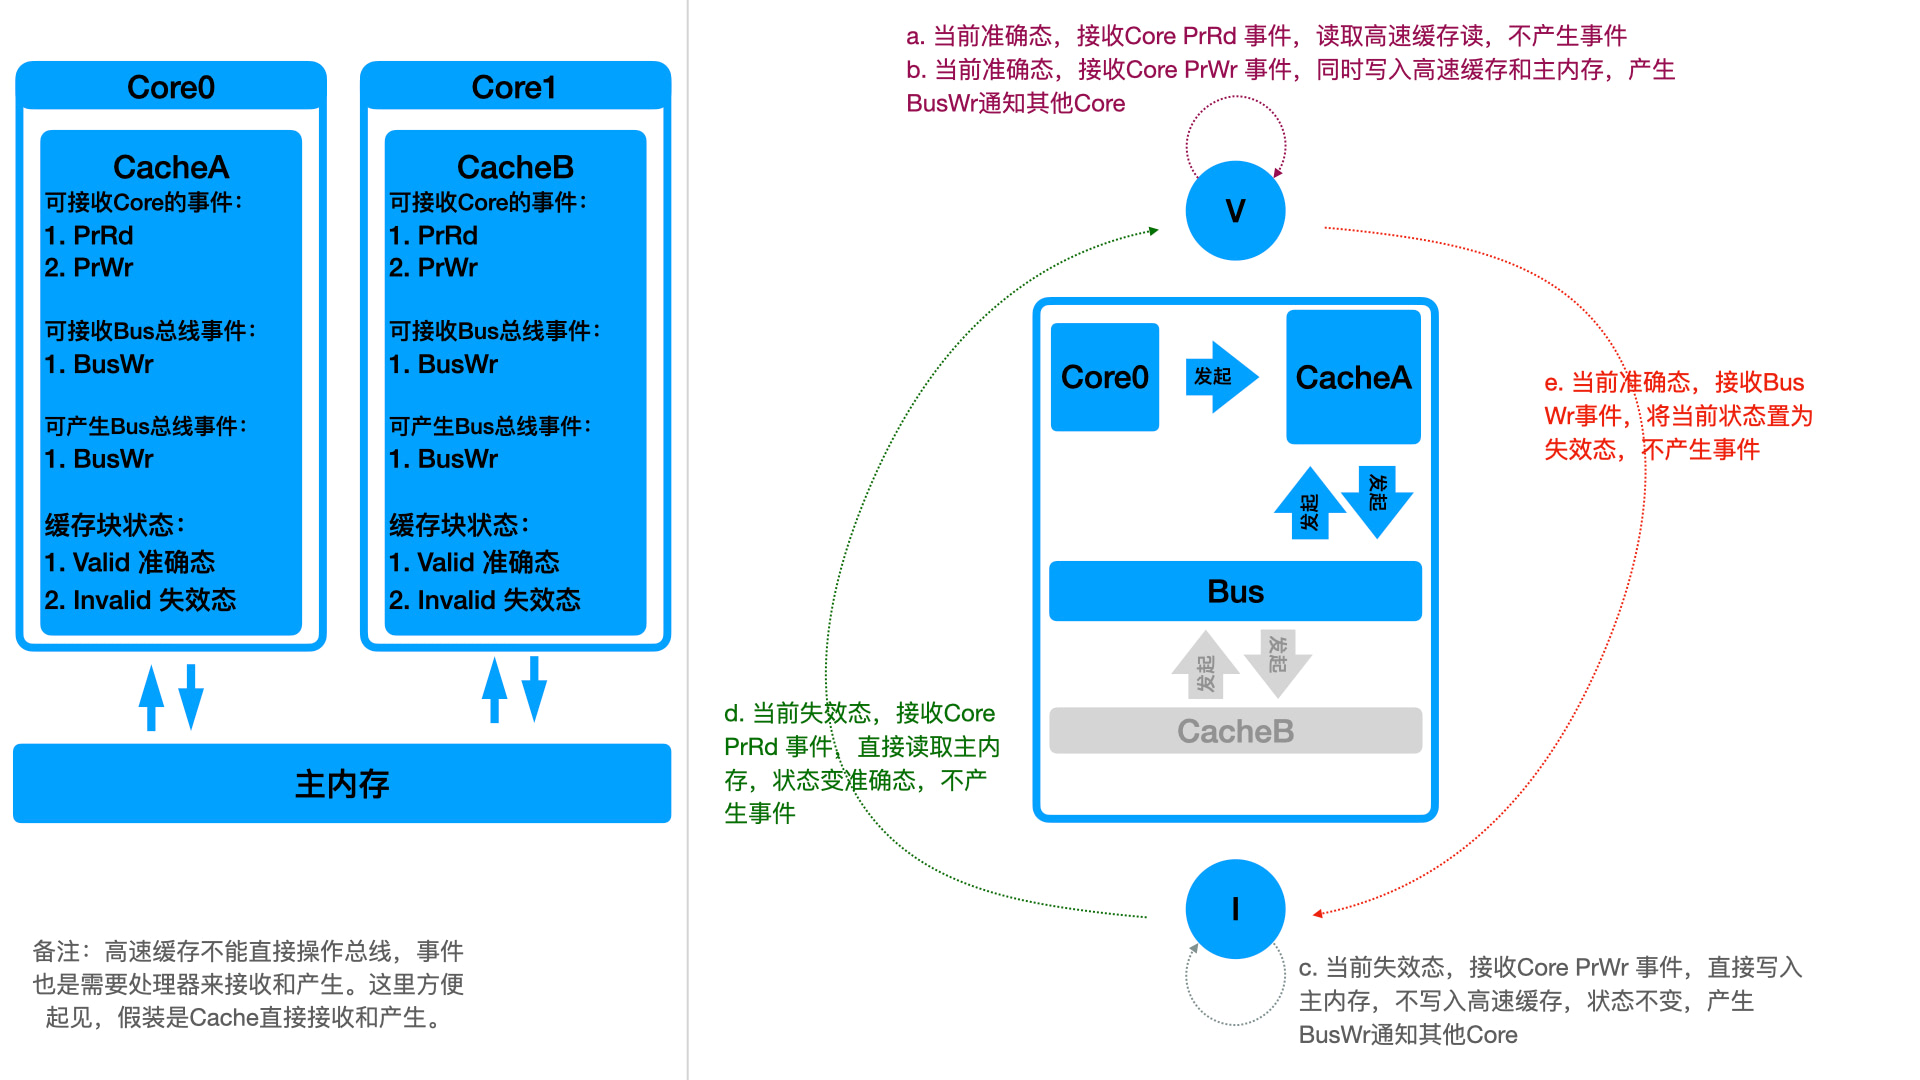 Core0
CacheA
可接收Core的事件：
1. PrRd
2. PrWr
可接收Bus总线事件：
1. BusWr
可产生Bus总线事件：
1. BusWr
缓存块状态：
1. Valid 准确态
2. Invalid 失效态
Core1
CacheB
可接收Core的事件：
1. PrRd
2. PrWr
可接收Bus总线事件：
1. BusWr
可产生Bus总线事件：
1. BusWr
缓存块状态：
1. Valid 准确态
2. Invalid 失效态
主内存
备注：高速缓存不能直接操作总线，事件
也是需要处理器来接收和产生。这里方便
起见，假装是Cache直接接收和产生。
a. 当前准确态，接收Core PrRd 事件，读取高速缓存读，不产生事件
b. 当前准确态，接收Core PrWr 事件，同时写入高速缓存和主内存，产生
BusWr通知其他Core
V
Core0
发起
CacheA
发起
发起
Bus
发起
发起
CacheB
e. 当前准确态，接收Bus
Wr事件，将当前状态置为
失效态，不产生事件
d. 当前失效态，接收Core
PrRd 事件，直接读取主内
存，状态变准确态，不产
生事件
I
c. 当前失效态，接收Core PrWr 事件，直接写入
主内存，不写入高速缓存，状态不变，产生
BusWr通知其他Core